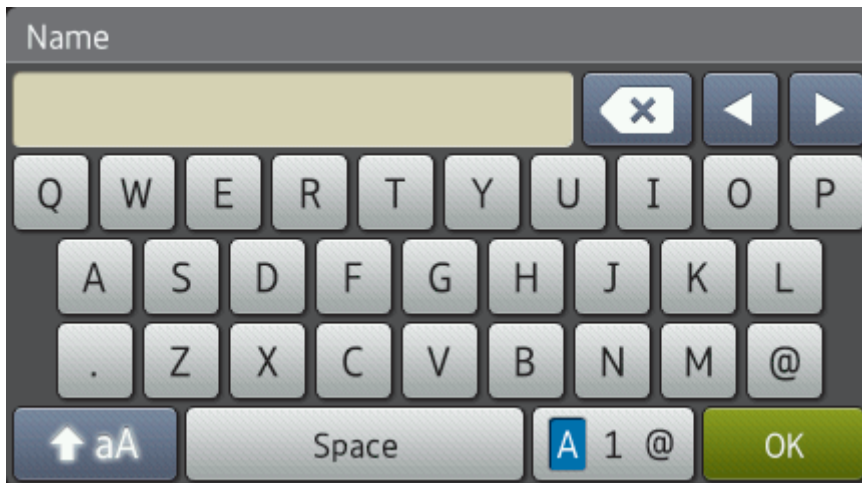 Name
Q W E R T Y U I O P
A S D F G H J K L
. Z X C V B N M @
aA Space A 1 @ OK